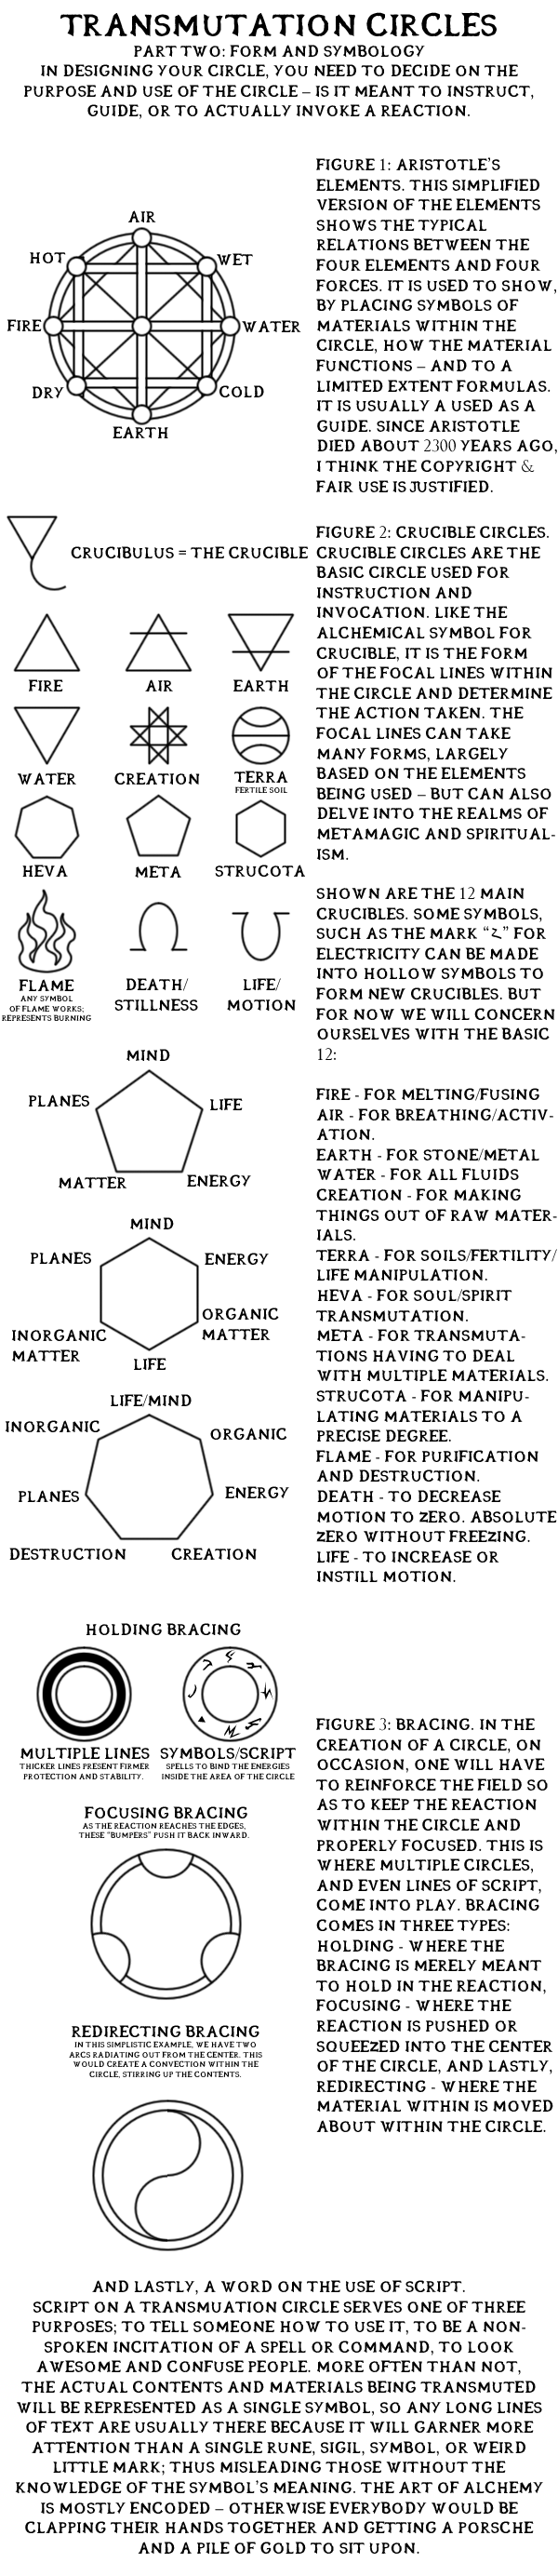 TRANSMUTATION CIRCLES
PART TWO: FORM AND SYMBOLOGY
IN DESIGNING YOUR CIRCLE, YOU NEED TO DECIDE ON THE
PURPOSE AND USE OF THE CIRCLE – IS IT MEANT TO INSTRUCT,
GUIDE, OR TO ACTUALLY INVOKE A REACTION.
AIR
HOT
WET
FIRE
WATER
DRY
COLD
EARTH
FIGURE 1: ARISTOTLE'S
ELEMENTS. THIS SIMPLIFIED
VERSION OF THE ELEMENTS
SHOWS THE TYPICAL
RELATIONS BETWEEN THE
FOUR ELEMENTS AND FOUR
FORCES. IT IS USED TO SHOW,
BY PLACING SYMBOLS OF
MATERIALS WITHIN THE
CIRCLE, HOW THE MATERIAL
FUNCTIONS – AND TO A
LIMITED EXTENT FORMULAS.
IT IS USUALLY A USED AS A
GUIDE. SINCE ARISTOTLE
DIED ABOUT 2300 YEARS AGO,
I THINK THE COPYRIGHT &
FAIR USE IS JUSTIFIED.
CRUCIBULUS = THE CRUCIBLE
FIRE
AIR
EARTH
WATER
CREATION
TERRA
FERTILE SOIL
HEVA
META
STRUCOTA
FLAME
ANY SYMBOL
OF FLAME WORKS;
REPRESENTS BURNING
DEATH/
STILLNESS
LIFE/
MOTION
FIGURE 2: CRUCIBLE CIRCLES.
CRUCIBLE CIRCLES ARE THE
BASIC CIRCLE USED FOR
INSTRUCTION AND
INVOCATION. LIKE THE
ALCHEMICAL SYMBOL FOR
CRUCIBLE, IT IS THE FORM
OF THE FOCAL LINES WITHIN
THE CIRCLE AND DETERMINE
THE ACTION TAKEN. THE
FOCAL LINES CAN TAKE
MANY FORMS, LARGELY
BASED ON THE ELEMENTS
BEING USED – BUT CAN ALSO
DELVE INTO THE REALMS OF
METAMAGIC AND SPIRITUAL-
ISM.
SHOWN ARE THE 12 MAIN
CRUCIBLES. SOME SYMBOLS,
SUCH AS THE MARK "" FOR
ELECTRICITY CAN BE MADE
INTO HOLLOW SYMBOLS TO
FORM NEW CRUCIBLES. BUT
FOR NOW WE WILL CONCERN
OURSELVES WITH THE BASIC
12:
FIRE - FOR MELTING/FUSING
AIR - FOR BREATHING/ACTIV-
ATION.
EARTH - FOR STONE/METAL
WATER - FOR ALL FLUIDS
CREATION - FOR MAKING
THINGS OUT OF RAW MATER-
IALS.
TERRA - FOR SOILS/FERTILITY/
LIFE MANIPULATION.
HEVA - FOR SOUL/SPIRIT
TRANSMUTATION.
META - FOR TRANSMUTA-
TIONS HAVING TO DEAL
WITH MULTIPLE MATERIALS.
STRUCOTA - FOR MANIPU-
LATING MATERIALS TO A
PRECISE DEGREE.
FLAME - FOR PURIFICATION
AND DESTRUCTION.
DEATH - TO DECREASE
MOTION TO ZERO. ABSOLUTE
ZERO WITHOUT FREEZING.
LIFE - TO INCREASE OR
INSTILL MOTION.
MIND
PLANES
LIFE
MATTER
ENERGY
MIND
PLANES
ENERGY
ORGANIC
MATTER
INORGANIC
MATTER
LIFE
LIFE/MIND
INORGANIC
ORGANIC
PLANES
ENERGY
DESTRUCTION
CREATION
HOLDING BRACING
MULTIPLE LINES
THICKER LINES PRESENT FIRMER
PROTECTION AND STABILITY.
SYMBOLS/SCRIPT
SPELLS TO BIND THE ENERGIES
INSIDE THE AREA OF THE CIRCLE
FOCUSING BRACING
AS THE REACTION REACHES THE EDGES,
THESE "BUMPERS" PUSH IT BACK INWARD.
REDIRECTING BRACING
IN THIS SIMPLISTIC EXAMPLE, WE HAVE TWO
ARCS RADIATING OUT FROM THE CENTER. THIS
WOULD CREATE A CONVECTION WITHIN THE
CIRCLE, STIRRING UP THE CONTENTS.
FIGURE 3: BRACING. IN THE
CREATION OF A CIRCLE, ON
OCCASION, ONE WILL HAVE
TO REINFORCE THE FIELD SO
AS TO KEEP THE REACTION
WITHIN THE CIRCLE AND
PROPERLY FOCUSED. THIS IS
WHERE MULTIPLE CIRCLES,
AND EVEN LINES OF SCRIPT,
COME INTO PLAY. BRACING
COMES IN THREE TYPES:
HOLDING - WHERE THE
BRACING IS MERELY MEANT
TO HOLD IN THE REACTION,
FOCUSING - WHERE THE
REACTION IS PUSHED OR
SQUEEZED INTO THE CENTER
OF THE CIRCLE, AND LASTLY,
REDIRECTING - WHERE THE
MATERIAL WITHIN IS MOVED
ABOUT WITHIN THE CIRCLE.
AND LASTLY, A WORD ON THE USE OF SCRIPT.
SCRIPT ON A TRANSMUATION CIRCLE SERVES ONE OF THREE
PURPOSES; TO TELL SOMEONE HOW TO USE IT, TO BE A NON-
SPOKEN INCITATION OF A SPELL OR COMMAND, TO LOOK
AWESOME AND CONFUSE PEOPLE. MORE OFTEN THAN NOT,
THE ACTUAL CONTENTS AND MATERIALS BEING TRANSMUTED
WILL BE REPRESENTED AS A SINGLE SYMBOL, SO ANY LONG LINES
OF TEXT ARE USUALLY THERE BECAUSE IT WILL GARNER MORE
ATTENTION THAN A SINGLE RUNE, SIGIL, SYMBOL, OR WEIRD
LITTLE MARK; THUS MISLEADING THOSE WITHOUT THE
KNOWLEDGE OF THE SYMBOL'S MEANING. THE ART OF ALCHEMY
IS MOSTLY ENCODED – OTHERWISE EVERYBODY WOULD BE
CLAPPING THEIR HANDS TOGETHER AND GETTING A PORSCHE
AND A PILE OF GOLD TO SIT UPON.